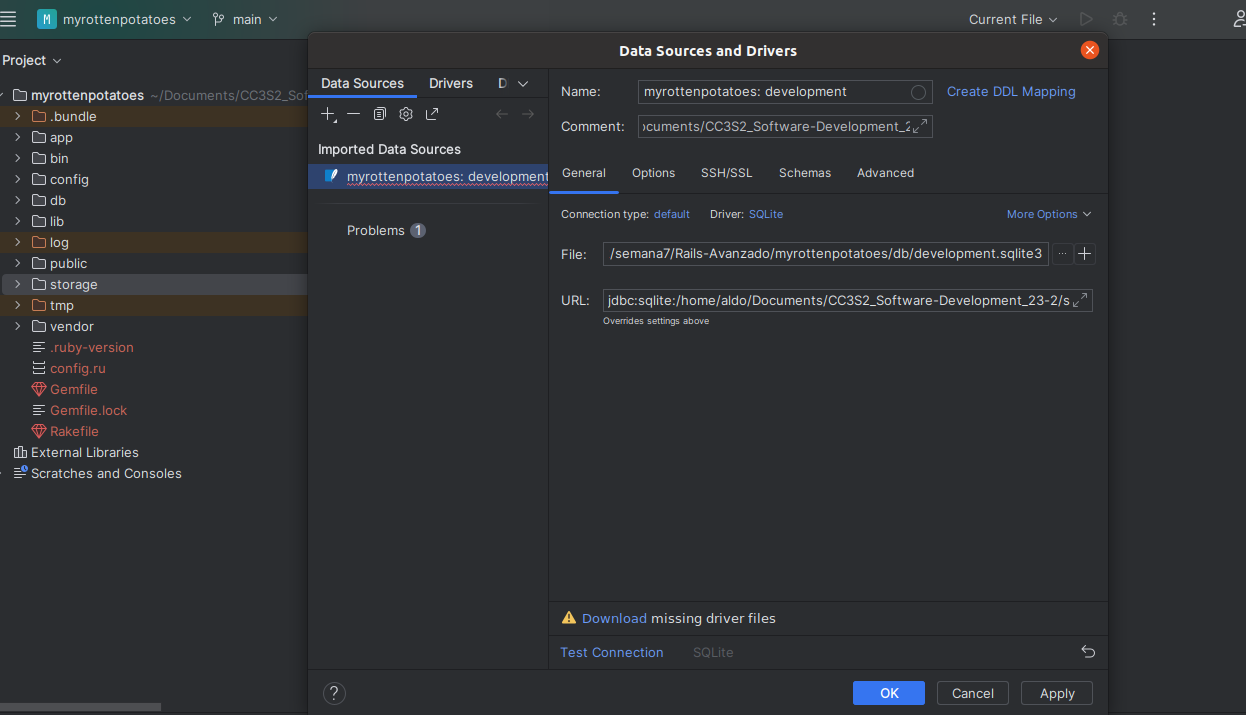 M myrottenpotatoes main Current File
Project
Data Sources and Drivers
myrottenpotatoes ~/Documents/CC3S2_Sof
.bundle
app
bin
config
db
lib
log
public
storage
tmp
vendor
.ruby-version
config.ru
Gemfile
Gemfile.lock
Rakefile
External Libraries
Scratches and Consoles
Data Sources Drivers D
Imported Data Sources
myrottenpotatoes: development
Problems 1
Name: myrottenpotatoes: development Create DDL Mapping
Comment: ocuments/CC3S2_Software-Development_2
General Options SSH/SSL Schemas Advanced
Connection type: default Driver: SQLite More Options
File: /semana7/Rails-Avanzado/myrottenpotatoes/db/development.sqlite3 ...
URL: jdbc:sqlite:/home/aldo/Documents/CC3S2_Software-Development_23-2/s
Overrides settings above
Download missing driver files
Test Connection SQLite
? OK Cancel Apply